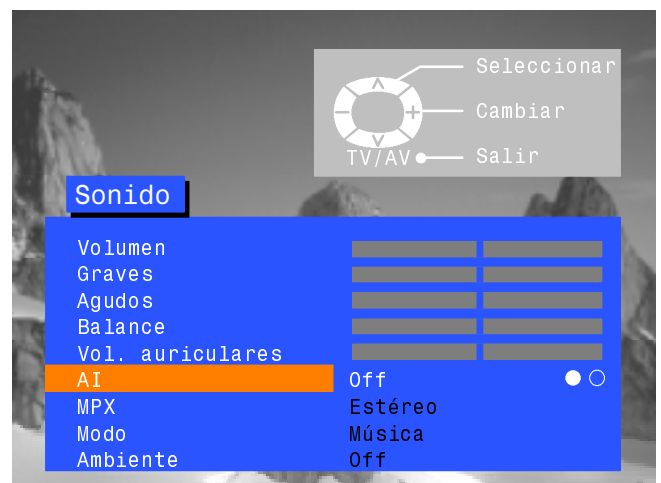 Seleccionar
Cambiar
TV/AV Salir
Sonido
Volumen
Graves
Agudos
Balance
Vol. auriculares
AI Off
MPX Estéreo
Modo Música
Ambiente Off